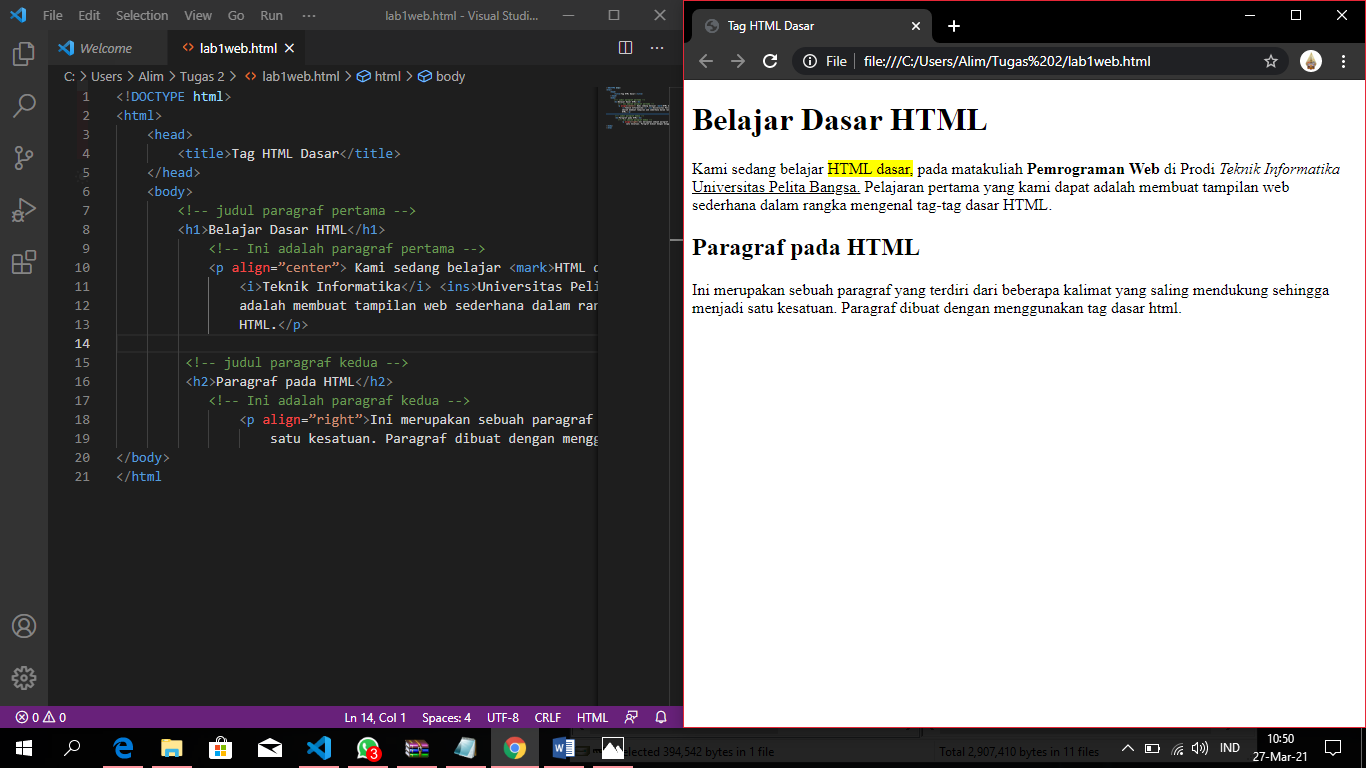 File Edit Selection View Go Run ··· lab1web.html - Visual Studi...
Welcome lab1web.html
C: > Users > Alim > Tugas 2 > lab1web.html > html > body
1 <!DOCTYPE html>
2 <html>
3 <head>
4 <title>Tag HTML Dasar</title>
5 </head>
6 <body>
7 <!-- judul paragraf pertama -->
8 <h1>Belajar Dasar HTML</h1>
9 <!-- Ini adalah paragraf pertama -->
10 <p align=”center”> Kami sedang belajar <mark>HTML
11 <i>Teknik Informatika</i> <ins>Universitas Peli
12 adalah membuat tampilan web sederhana dalam ran
13 HTML.</p>
14
15 <!-- judul paragraf kedua -->
16 <h2>Paragraf pada HTML</h2>
17 <!-- Ini adalah paragraf kedua -->
18 <p align=”right”>Ini merupakan sebuah paragraf
19 satu kesatuan. Paragraf dibuat dengan mengg
20 </body>
21 </html
0 0 Ln 14, Col 1 Spaces: 4 UTF-8 CRLF HTML
Tag HTML Dasar
File | file:///C:/Users/Alim/Tugas%202/lab1web.html
Belajar Dasar HTML
Kami sedang belajar HTML dasar, pada matakuliah Pemrograman Web di Prodi Teknik Informatika
Universitas Pelita Bangsa. Pelajaran pertama yang kami dapat adalah membuat tampilan web
sederhana dalam rangka mengenal tag-tag dasar HTML.
Paragraf pada HTML
Ini merupakan sebuah paragraf yang terdiri dari beberapa kalimat yang saling mendukung sehingga
menjadi satu kesatuan. Paragraf dibuat dengan menggunakan tag dasar html.
3
elected 394,542 bytes in 1 file Total 2,907,410 bytes in 11 files
IND
10:50
27-Mar-21